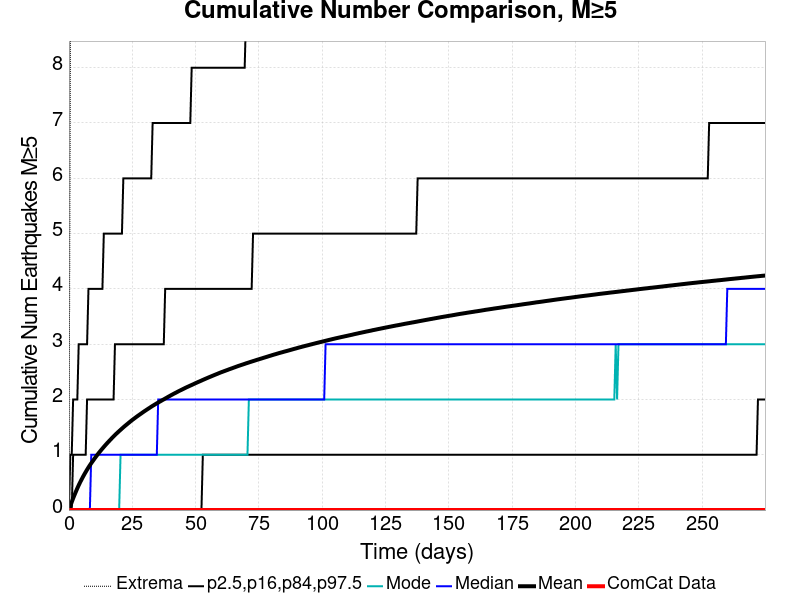 Cumulative Number Comparison, M≥5
Cumulative Num Earthquakes M≥5
8
7
6
5
4
3
2
1
0
0 25 50 75 100 125 150 175 200 225 250
Time (days)
Extrema p2.5,p16,p84,p97.5 Mode Median Mean ComCat Data